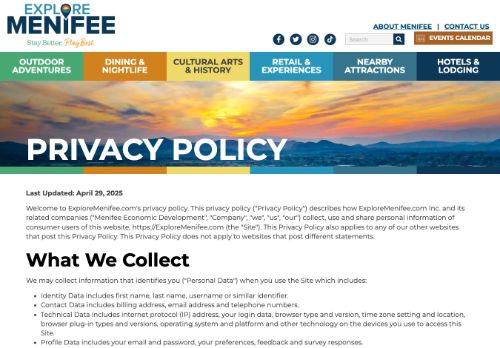 EXPLORE
MENIFEE
Stay Better. Play Best.
ABOUT MENIFEE | CONTACT US
Search
EVENTS CALENDAR
OUTDOOR
ADVENTURES
DINING &
NIGHTLIFE
CULTURAL ARTS
& HISTORY
RETAIL &
EXPERIENCES
NEARBY
ATTRACTIONS
HOTELS &
LODGING
PRIVACY POLICY
Last Updated: April 29, 2025
Welcome to ExploreMenifee.com's privacy policy. This privacy policy ("Privacy Policy") describes how ExploreMenifee.com Inc. and its
related companies ("Menifee Economic Development", "Company", "we", "us", "our") collect, use and share personal information of
consumer users of this website, https://ExploreMenifee.com (the "Site"). This Privacy Policy also applies to any of our other websites
that post this Privacy Policy. This Privacy Policy does not apply to websites that post different statements.
What We Collect
We may collect information that identifies you ("Personal Data") when you use the Site which includes:
• Identity Data includes first name, last name, username or similar identifier.
• Contact Data includes billing address, email address and telephone numbers.
• Technical Data includes internet protocol (IP) address, your login data, browser type and version, time zone setting and location,
browser plug-in types and versions, operating system and platform and other technology on the devices you use to access this
Site.
• Profile Data includes your email and password, your preferences, feedback and survey responses.